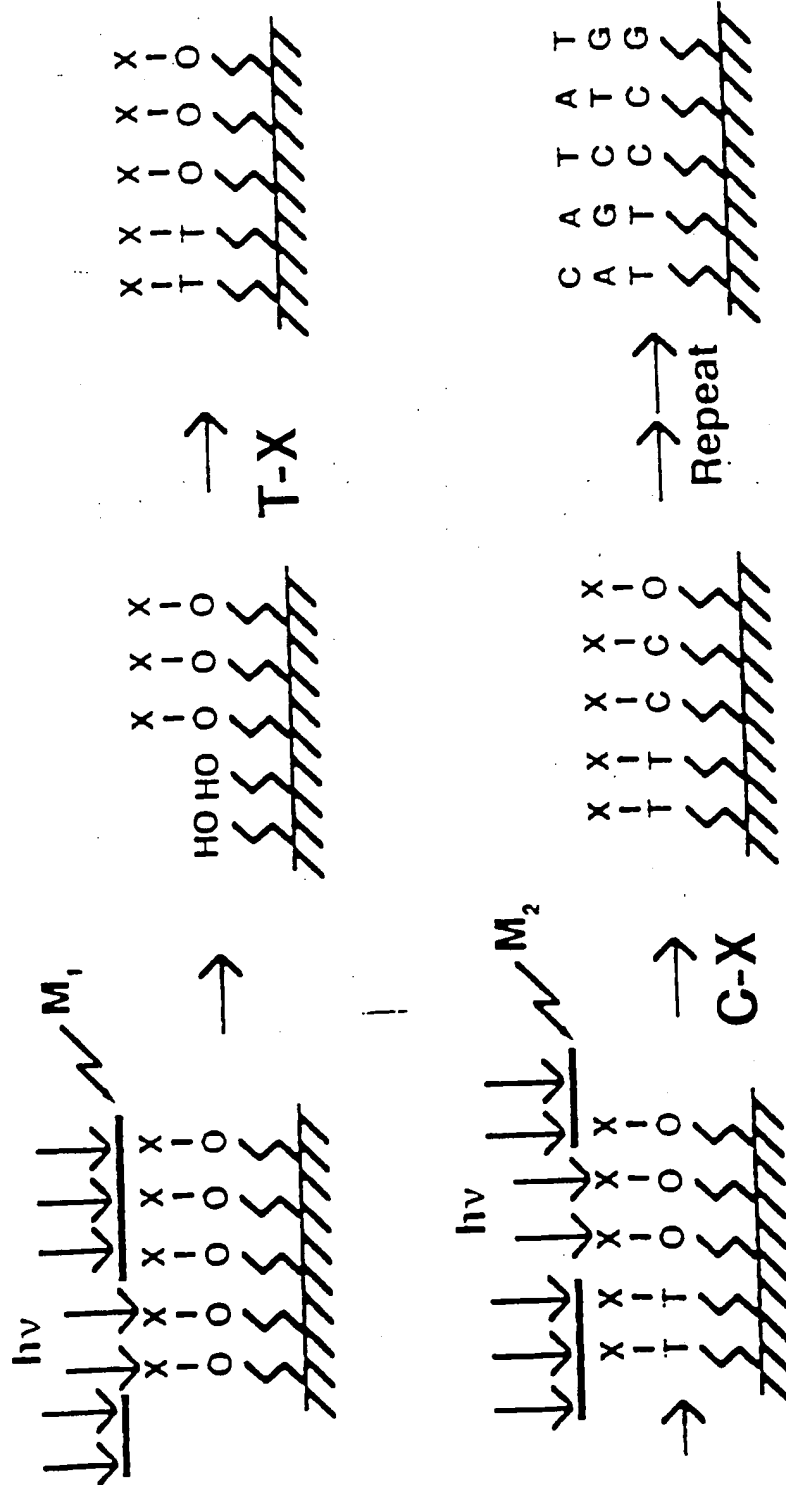 hν
M₁
X X X X X
O O O O O
X X X
HO HO O O O
T-X
X X X X X
T T O O O
hν
M₂
X X X X X
T T O O O
C-X
X X X X X
T T C C O
Repeat
C A T A T
A G C T G
T T C C G